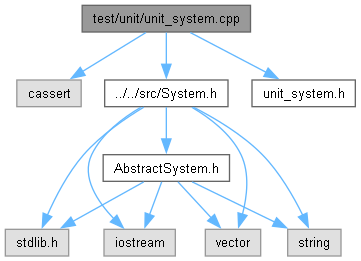 test/unit/unit_system.cpp
cassert
../../src/System.h
unit_system.h
AbstractSystem.h
stdlib.h
iostream
vector
string